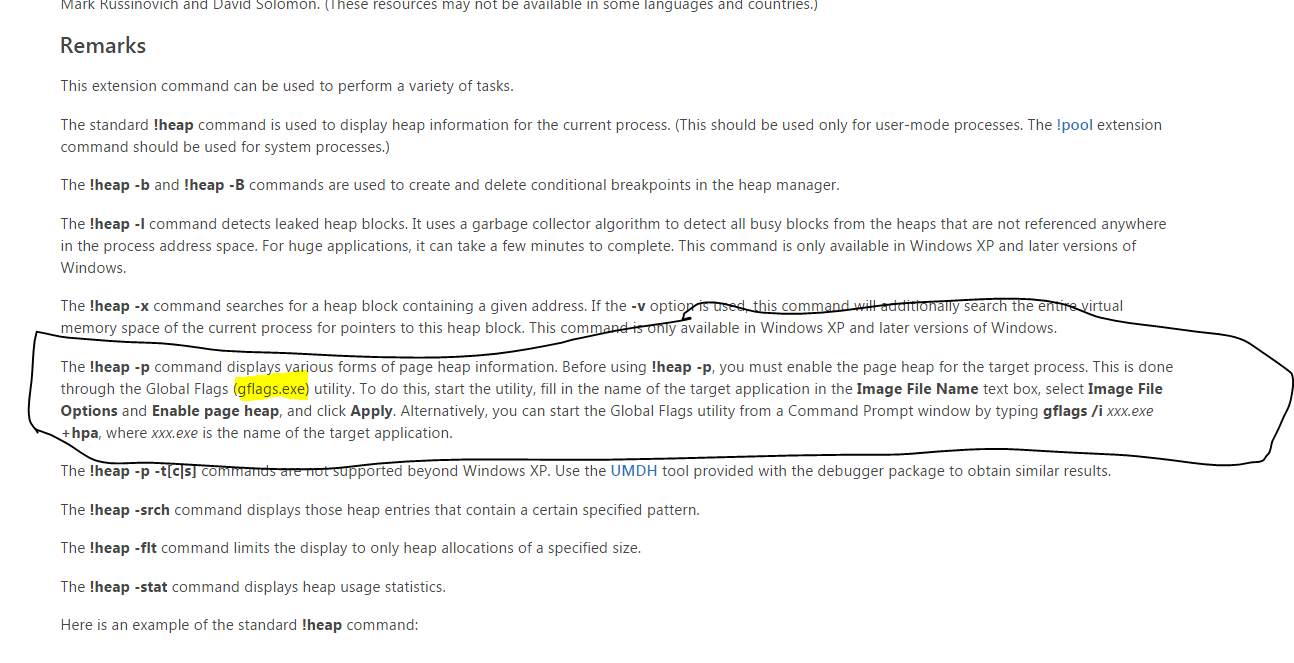 Mark Russinovich and David Solomon. (These resources may not be available in some languages and countries.)
Remarks
This extension command can be used to perform a variety of tasks.
The standard !heap command is used to display heap information for the current process. (This should be used only for user-mode processes. The !pool extension
command should be used for system processes.)
The !heap -b and !heap -B commands are used to create and delete conditional breakpoints in the heap manager.
The !heap -l command detects leaked heap blocks. It uses a garbage collector algorithm to detect all busy blocks from the heaps that are not referenced anywhere
in the process address space. For huge applications, it can take a few minutes to complete. This command is only available in Windows XP and later versions of
Windows.
The !heap -x command searches for a heap block containing a given address. If the -v option is used, this command will additionally search the entire virtual
memory space of the current process for pointers to this heap block. This command is only available in Windows XP and later versions of Windows.
The !heap -p command displays various forms of page heap information. Before using !heap -p, you must enable the page heap for the target process. This is done
through the Global Flags (gflags.exe) utility. To do this, start the utility, fill in the name of the target application in the Image File Name text box, select Image File
Options and Enable page heap, and click Apply. Alternatively, you can start the Global Flags utility from a Command Prompt window by typing gflags /i xxx.exe
+hpa, where xxx.exe is the name of the target application.
The !heap -p -t[c|s] commands are not supported beyond Windows XP. Use the UMDH tool provided with the debugger package to obtain similar results.
The !heap -srch command displays those heap entries that contain a certain specified pattern.
The !heap -flt command limits the display to only heap allocations of a specified size.
The !heap -stat command displays heap usage statistics.
Here is an example of the standard !heap command: